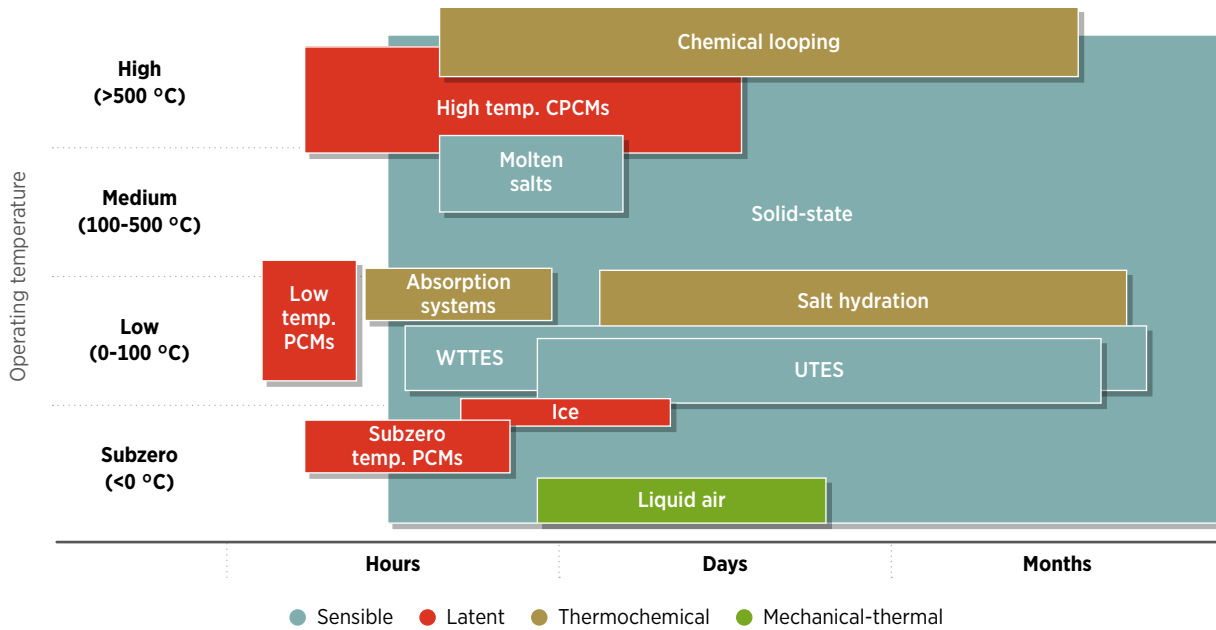 Operating temperature
High
(>500 °C)
Medium
(100-500 °C)
Low
(0-100 °C)
Subzero
(<0 °C)
Chemical looping
High temp. CPCMs
Molten
salts
Solid-state
Low
temp.
PCMs
Absorption
systems
Salt hydration
WTTES
UTES
Ice
Subzero
temp. PCMs
Liquid air
Hours
Days
Months
Sensible
Latent
Thermochemical
Mechanical-thermal